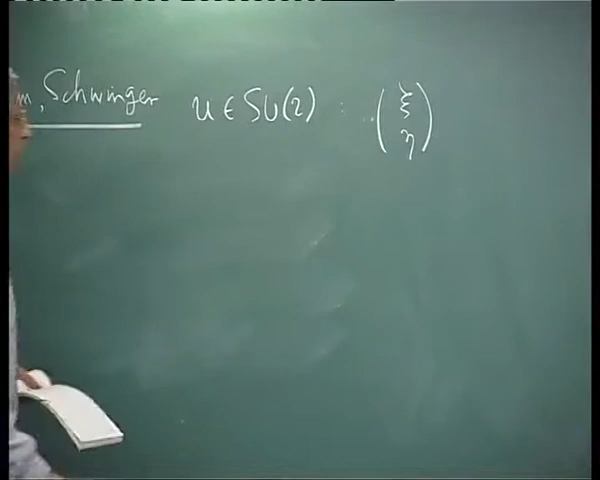 , Schwinger u ∈ SU(2) : (ξ
η)